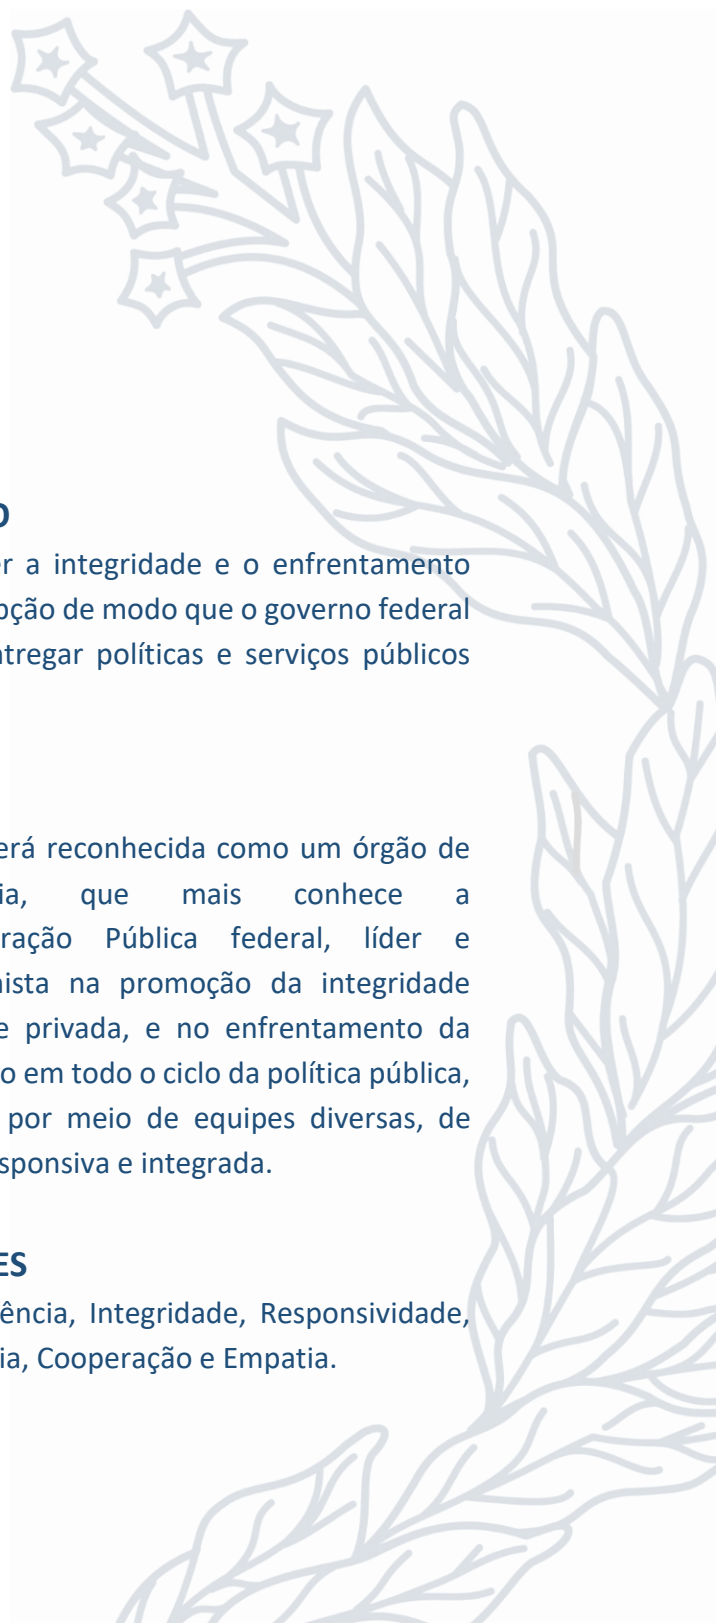 O
er a integridade e o enfrentamento
pção de modo que o governo federal
ntregar políticas e serviços públicos
erá reconhecida como um órgão de
ia, que mais conhece a
ração Pública federal, líder e
nista na promoção da integridade
e privada, e no enfrentamento da
o em todo o ciclo da política pública,
por meio de equipes diversas, de
sponsiva e integrada.
ES
ência, Integridade, Responsividade,
ia, Cooperação e Empatia.